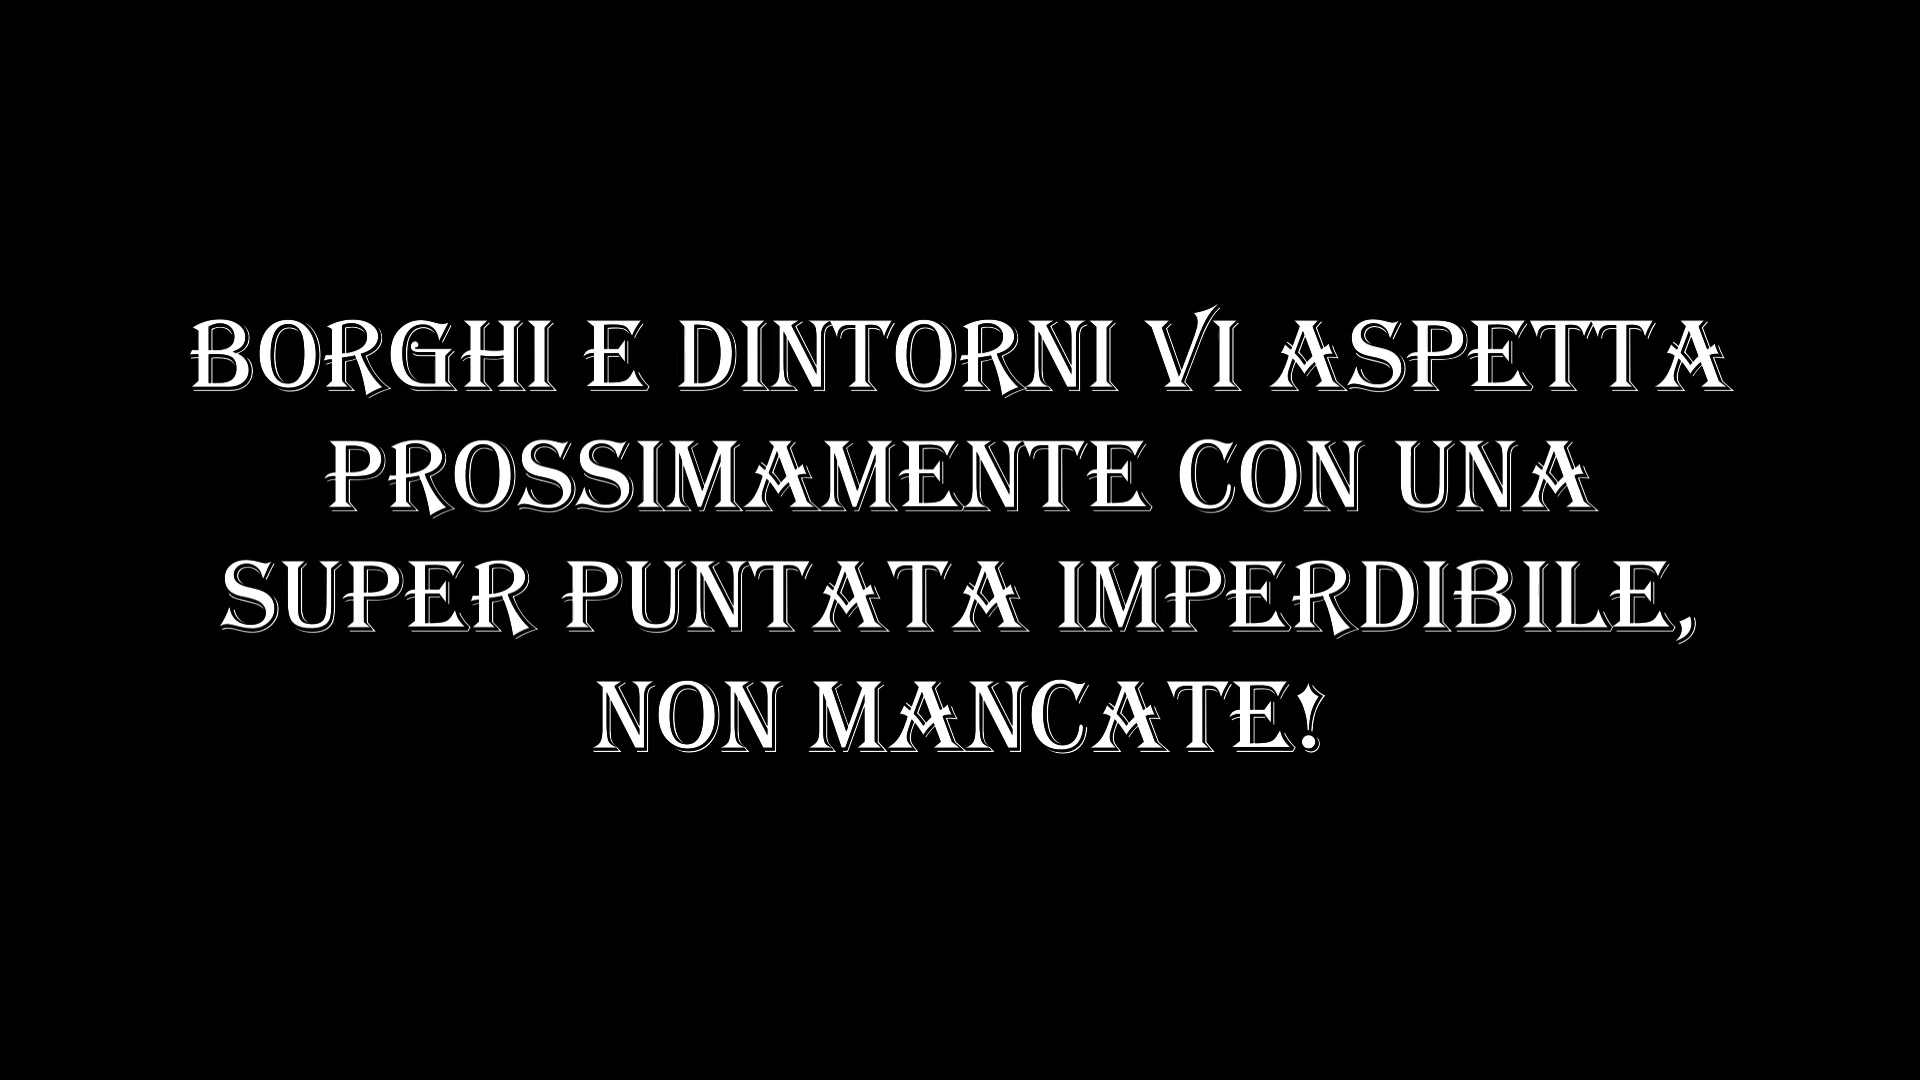 BORGHI E DINTORNI VI ASPETTA
PROSSIMAMENTE CON UNA
SUPER PUNTATA IMPERDIBILE,
NON MANCATE!